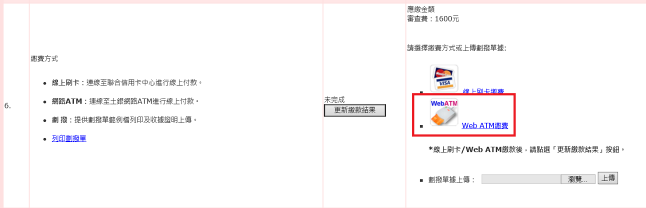 6.
繳費方式
線上刷卡：連線至聯合信用卡中心進行線上付款。
網路ATM：連線至土銀網路ATM進行線上付款。
劃 撥：提供劃撥單範例檔列印及收據證明上傳。
列印劃撥單
未完成
更新繳款結果
應繳金額
審查費：1600元
請選擇繳費方式或上傳劃撥單據:
VISA
線上刷卡繳費
WebATM
Web ATM繳費
*線上刷卡/Web ATM繳款後，請點選「更新繳款結果」按鈕。
劃撥單據上傳： 瀏覽... 上傳